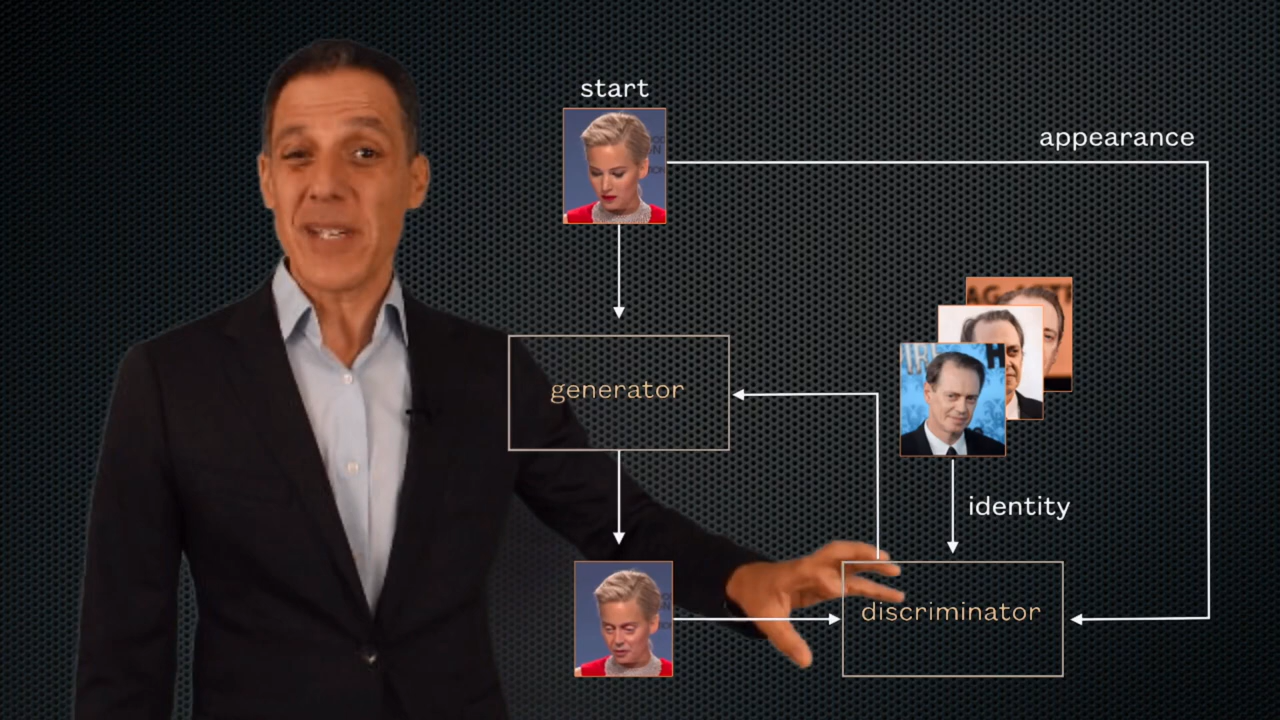 start
appearance
generator
identity
discriminator